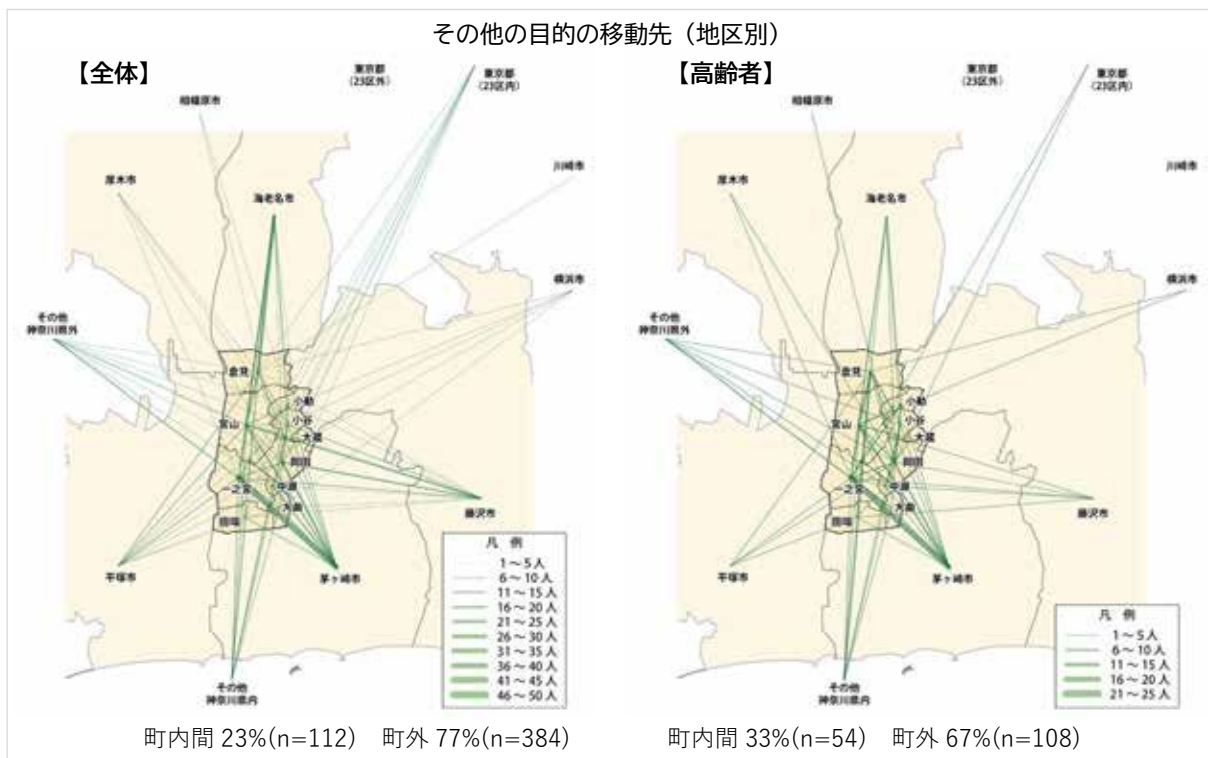 その他の目的の移動先（地区別）
【全体】
東京都
（23区外）
東京都
（23区内）
相模原市
川崎市
厚木市
海老名市
横浜市
その他
神奈川県外
倉見
小動
小谷
宮山
大蔵
岡田
一之宮
中瀬
大曲
田端
藤沢市
平塚市
茅ヶ崎市
その他
神奈川県内
凡 例
1～5人
6～10人
11～15人
16～20人
21～25人
26～30人
31～35人
36～40人
41～45人
46～50人
町内間 23%(n=112) 町外 77%(n=384)
【高齢者】
東京都
（23区外）
東京都
（23区内）
相模原市
川崎市
厚木市
海老名市
横浜市
その他
神奈川県外
倉見
小動
小谷
宮山
大蔵
岡田
一之宮
中瀬
大曲
田端
藤沢市
平塚市
茅ヶ崎市
その他
神奈川県内
凡 例
1～5人
6～10人
11～15人
16～20人
21～25人
町内間 33%(n=54) 町外 67%(n=108)